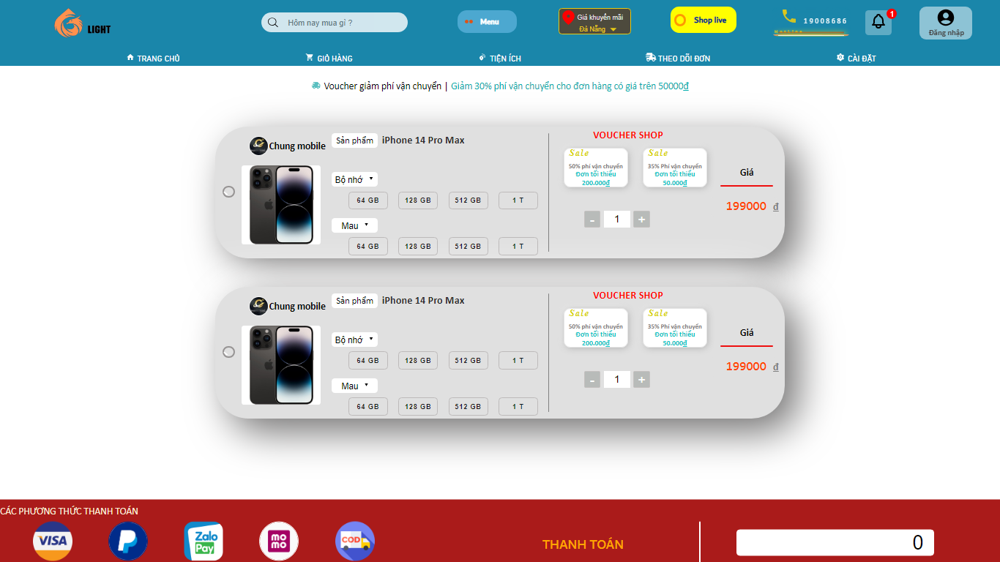 LIGHT
Hôm nay mua gì ?
Menu
Giá khuyến mãi
Đà Nẵng
Shop live
19008686
Hotline
1
Đăng nhập
TRANG CHỦ
GIỎ HÀNG
TIỆN ÍCH
THEO DÕI ĐƠN
CÀI ĐẶT
Voucher giảm phí vận chuyển | Giảm 30% phí vận chuyển cho đơn hàng có giá trên 50000₫
Chung mobile
Sản phẩm
iPhone 14 Pro Max
Bộ nhớ
64 GB
128 GB
512 GB
1 T
Mau
64 GB
128 GB
512 GB
1 T
VOUCHER SHOP
Sale
50% phí vận chuyển
Đơn tối thiểu
200.000₫
Sale
35% Phí vận chuyển
Đơn tối thiểu
50.000₫
- 1 +
Giá
199000 ₫
Chung mobile
Sản phẩm
iPhone 14 Pro Max
Bộ nhớ
64 GB
128 GB
512 GB
1 T
Mau
64 GB
128 GB
512 GB
1 T
VOUCHER SHOP
Sale
50% phí vận chuyển
Đơn tối thiểu
200.000₫
Sale
35% Phí vận chuyển
Đơn tối thiểu
50.000₫
- 1 +
Giá
199000 ₫
CÁC PHƯƠNG THỨC THANH TOÁN
VISA
Zalo
Pay
mo
mo
COD
THANH TOÁN
0